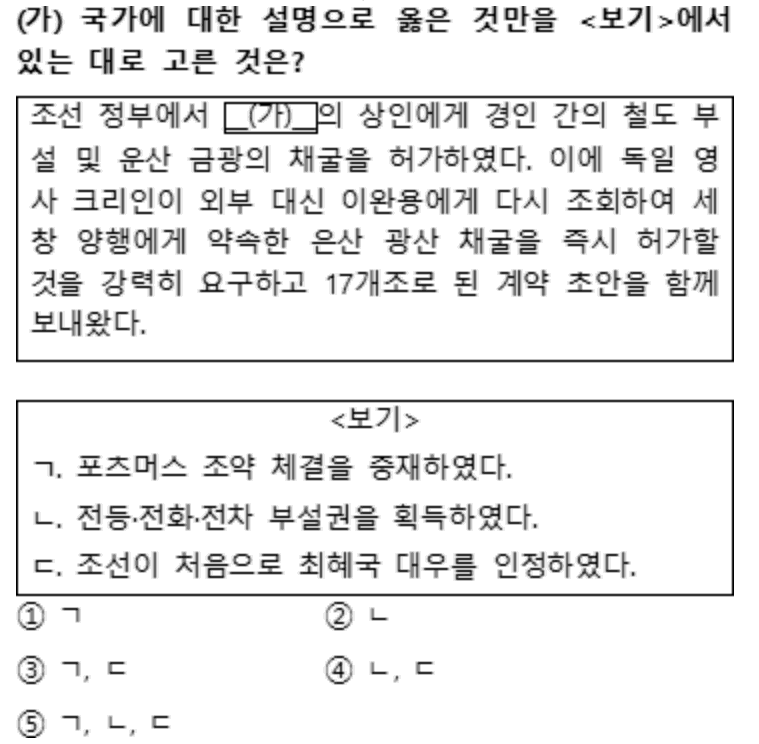 (가) 국가에 대한 설명으로 옳은 것만을 <보기>에서
있는 대로 고른 것은?
조선 정부에서 _(가)_의 상인에게 경인 간의 철도 부
설 및 운산 금광의 채굴을 허가하였다. 이에 독일 영
사 크리인이 외부 대신 이완용에게 다시 조회하여 세
창 양행에게 약속한 은산 광산 채굴을 즉시 허가할
것을 강력히 요구하고 17개조로 된 계약 초안을 함께
보내왔다.
<보기>
ㄱ. 포츠머스 조약 체결을 중재하였다.
ㄴ. 전등·전화·전차 부설권을 획득하였다.
ㄷ. 조선이 처음으로 최혜국 대우를 인정하였다.
① ㄱ ② ㄴ
③ ㄱ, ㄷ ④ ㄴ, ㄷ
⑤ ㄱ, ㄴ, ㄷ